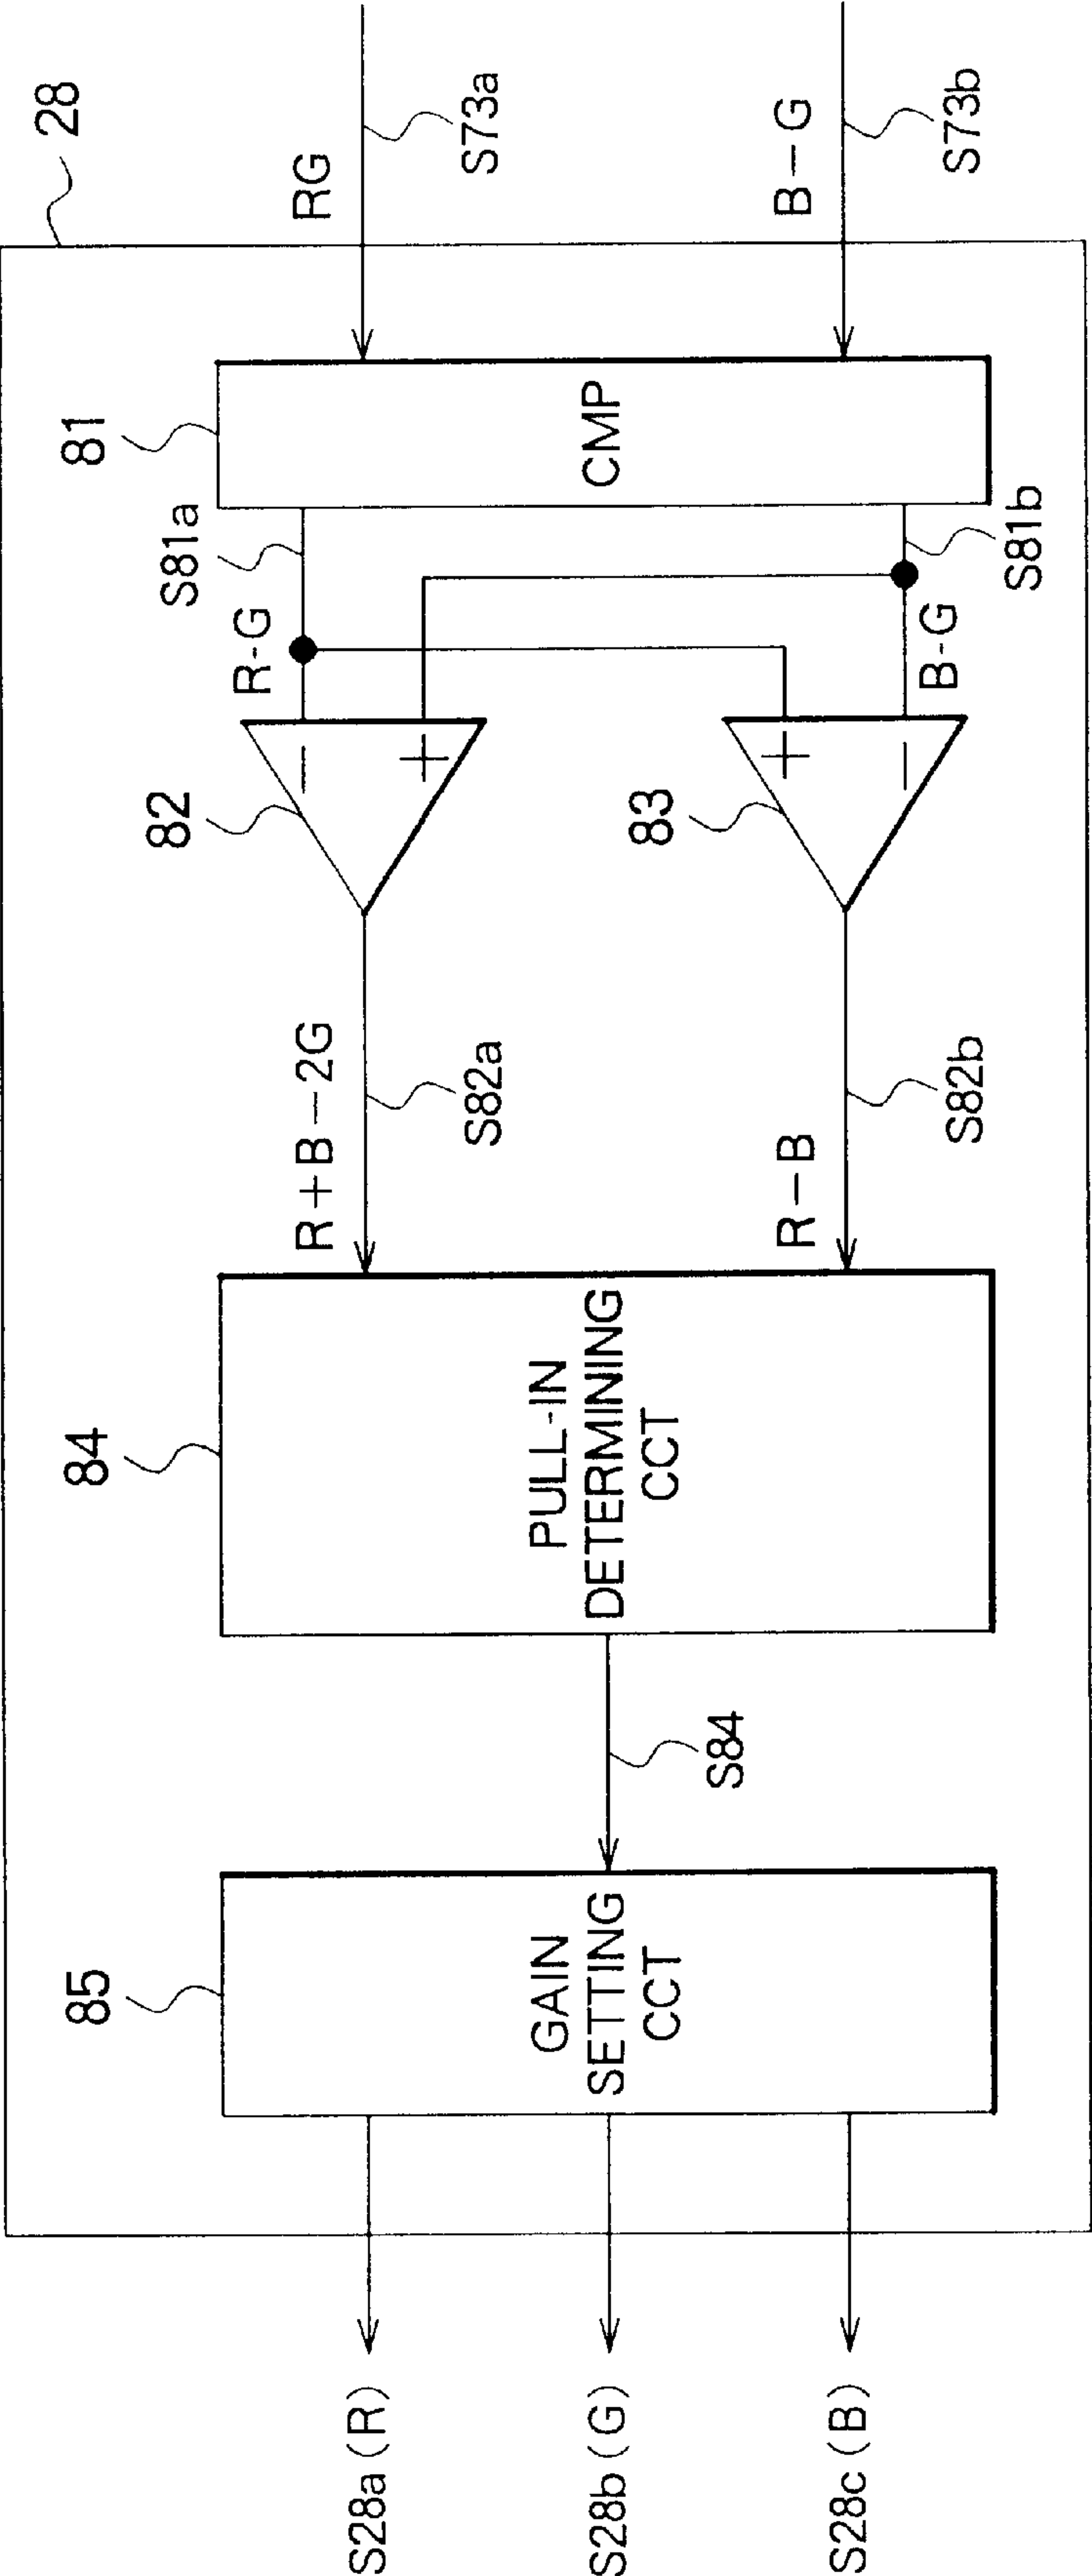 28
RG
S73a
B−G
S73b
81
CMP
S81a
S81b
R-G
B-G
82
−
+
83
+
−
R+B−2G
S82a
R−B
S82b
84
PULL-IN
DETERMINING
CCT
S84
85
GAIN
SETTING
CCT
S28a (R)
S28b (G)
S28c (B)